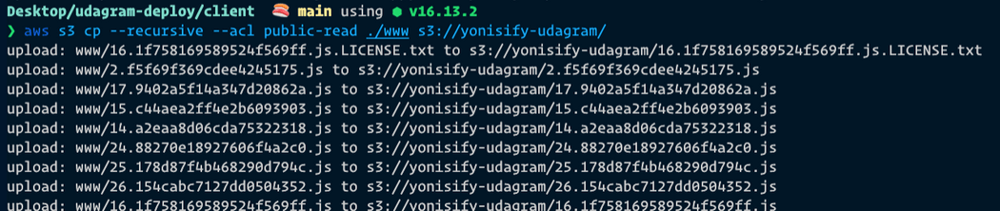 Desktop/udagram-deploy/client 🍣 main using ⬢ v16.13.2
❯ aws s3 cp --recursive --acl public-read ./www s3://yonisify-udagram/
upload: www/16.1f758169589524f569ff.js.LICENSE.txt to s3://yonisify-udagram/16.1f758169589524f569ff.js.LICENSE.txt
upload: www/2.f5f69f369cdee4245175.js to s3://yonisify-udagram/2.f5f69f369cdee4245175.js
upload: www/17.9402a5f14a347d20862a.js to s3://yonisify-udagram/17.9402a5f14a347d20862a.js
upload: www/15.c44aea2ff4e2b6093903.js to s3://yonisify-udagram/15.c44aea2ff4e2b6093903.js
upload: www/14.a2eaa8d06cda75322318.js to s3://yonisify-udagram/14.a2eaa8d06cda75322318.js
upload: www/24.88270e18927606f4a2c0.js to s3://yonisify-udagram/24.88270e18927606f4a2c0.js
upload: www/25.178d87f4b468290d794c.js to s3://yonisify-udagram/25.178d87f4b468290d794c.js
upload: www/26.154cabc7127dd0504352.js to s3://yonisify-udagram/26.154cabc7127dd0504352.js
upload: www/16.1f758169589524f569ff.js to s3://yonisify-udagram/16.1f758169589524f569ff.js